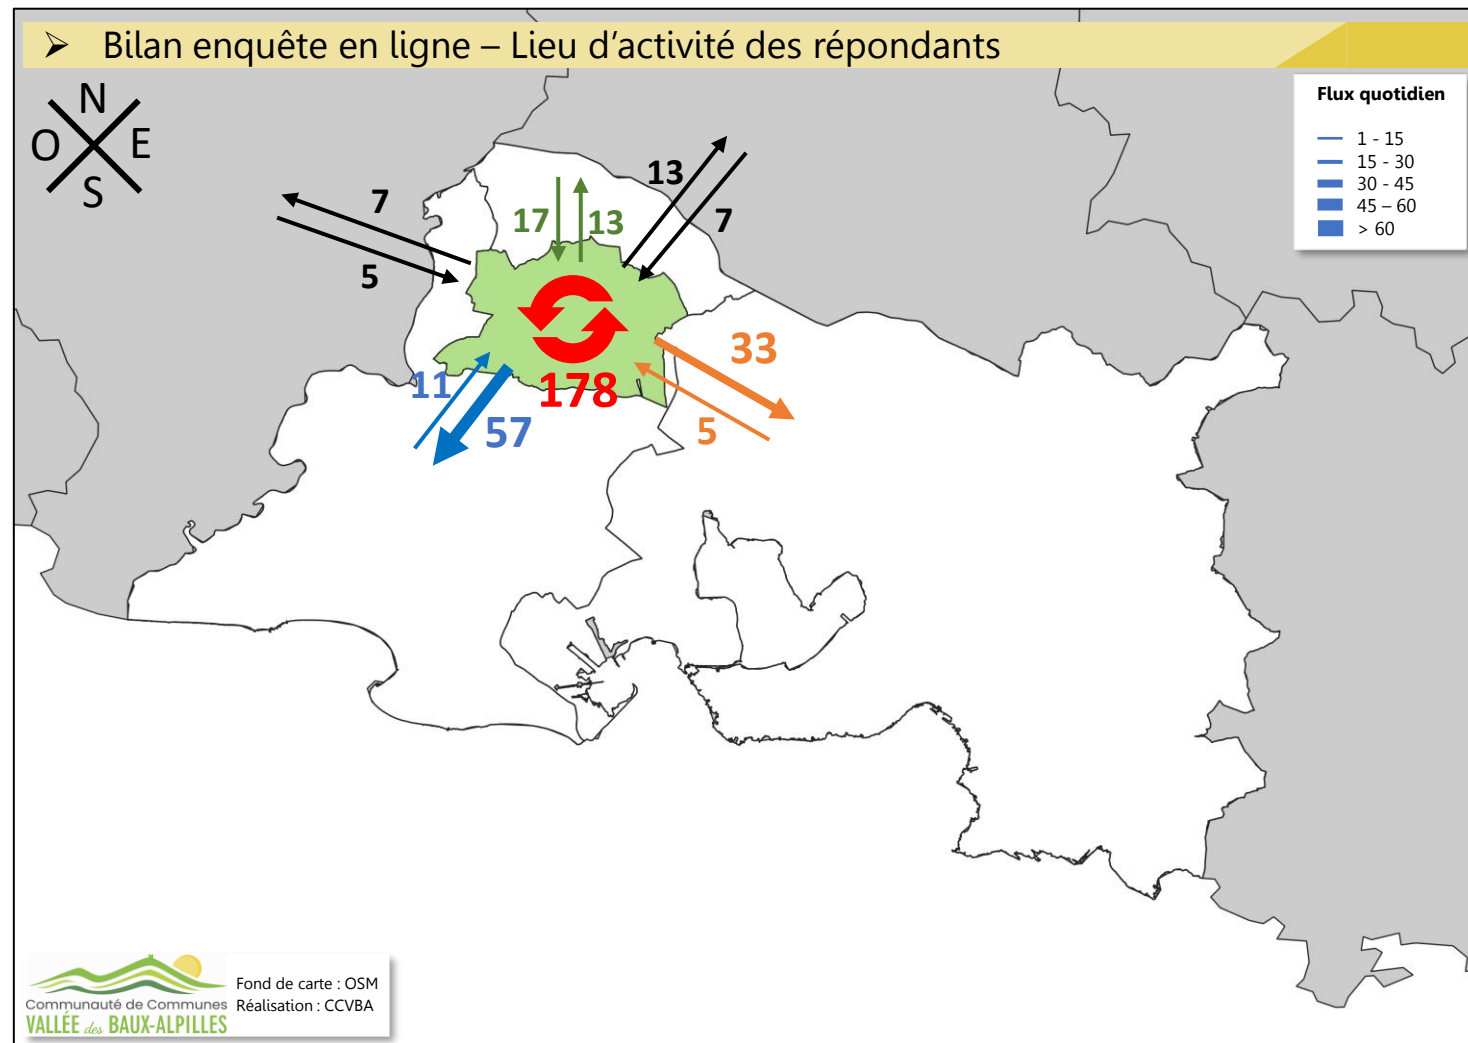 ➢ Bilan enquête en ligne – Lieu d’activité des répondants
N
O E
S
Flux quotidien
1 - 15
15 - 30
30 - 45
45 – 60
> 60
7
5
17
13
13
7
178
11
57
33
5
Communauté de Communes
VALLÉE des BAUX-ALPILLES
Fond de carte : OSM
Réalisation : CCVBA